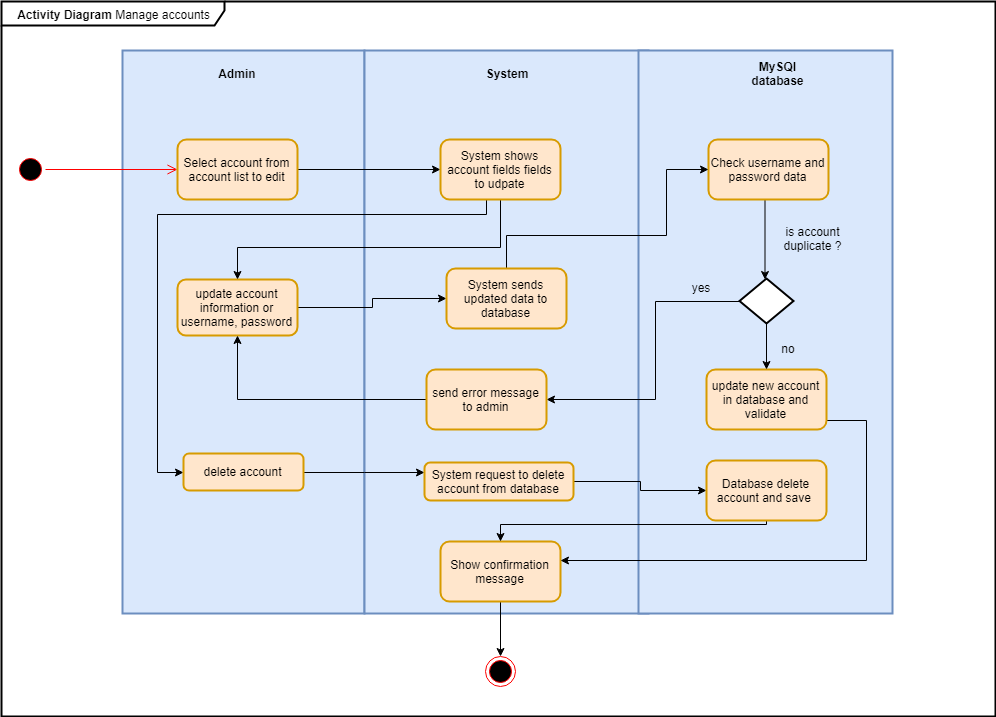 Activity Diagram Manage accounts
Admin
System
MySQl
database
Select account from
account list to edit
System shows
account fields fields
to udpate
Check username and
password data
is account
duplicate ?
update account
information or
username, password
System sends
updated data to
database
yes
no
send error message
to admin
update new account
in database and
validate
delete account
System request to delete
account from database
Database delete
account and save
Show confirmation
message